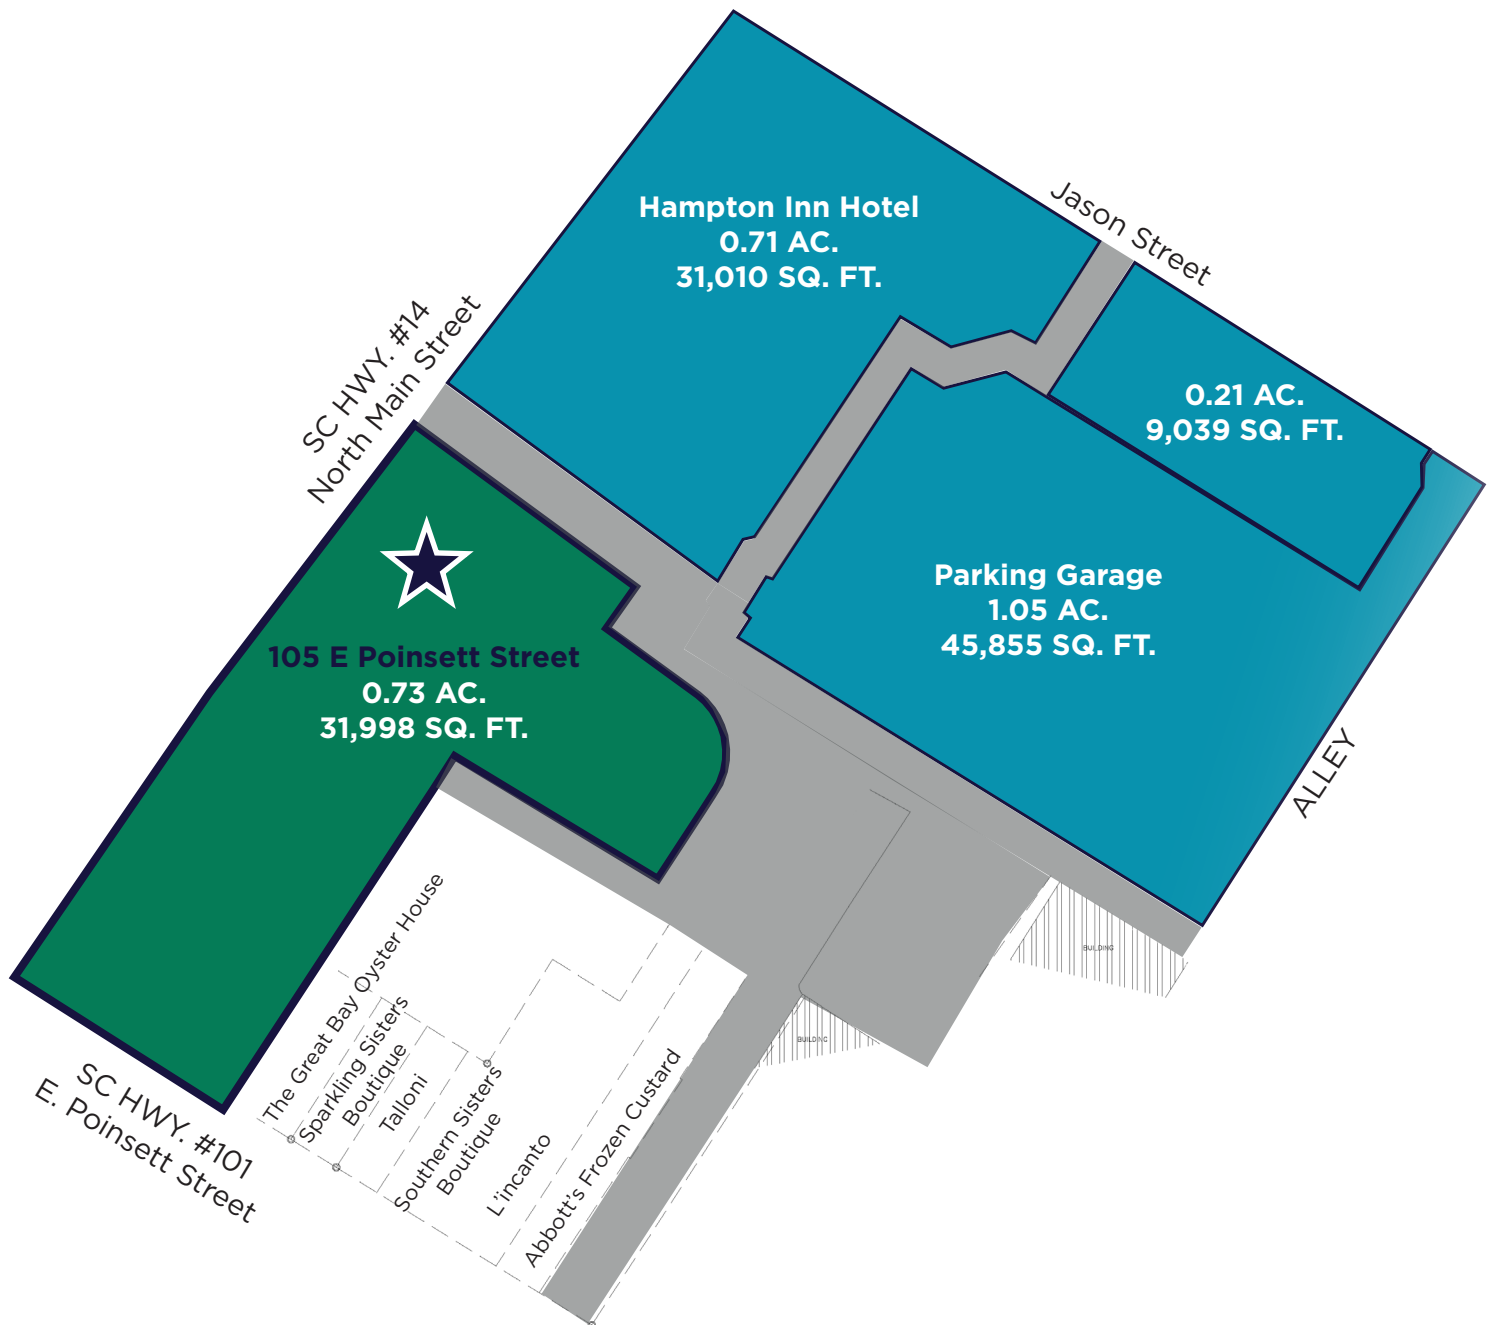 Hampton Inn Hotel
0.71 AC.
31,010 SQ. FT.
Jason Street
SC HWY. #14
North Main Street
0.21 AC.
9,039 SQ. FT.
Parking Garage
1.05 AC.
45,855 SQ. FT.
105 E Poinsett Street
0.73 AC.
31,998 SQ. FT.
ALLEY
BUILDING
BUILDING
The Great Bay Oyster House
Sparkling Sisters
Boutique
Talloni
Southern Sisters
Boutique
L'incanto
Abbott's Frozen Custard
SC HWY. #101
E. Poinsett Street